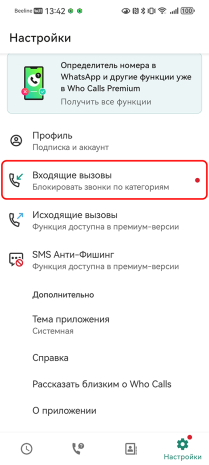 Beeline 13:42 100
Настройки
Определитель номера в
WhatsApp и другие функции уже
в Who Calls Premium
Получить все функции
Профиль
Подписка и аккаунт
Входящие вызовы
Блокировать звонки по категориям
Исходящие вызовы
Функция доступна в премиум-версии
SMS Анти-Фишинг
Функция доступна в премиум-версии
Дополнительно
Тема приложения
Системная
Справка
Рассказать близким о Who Calls
О приложении
Настройки